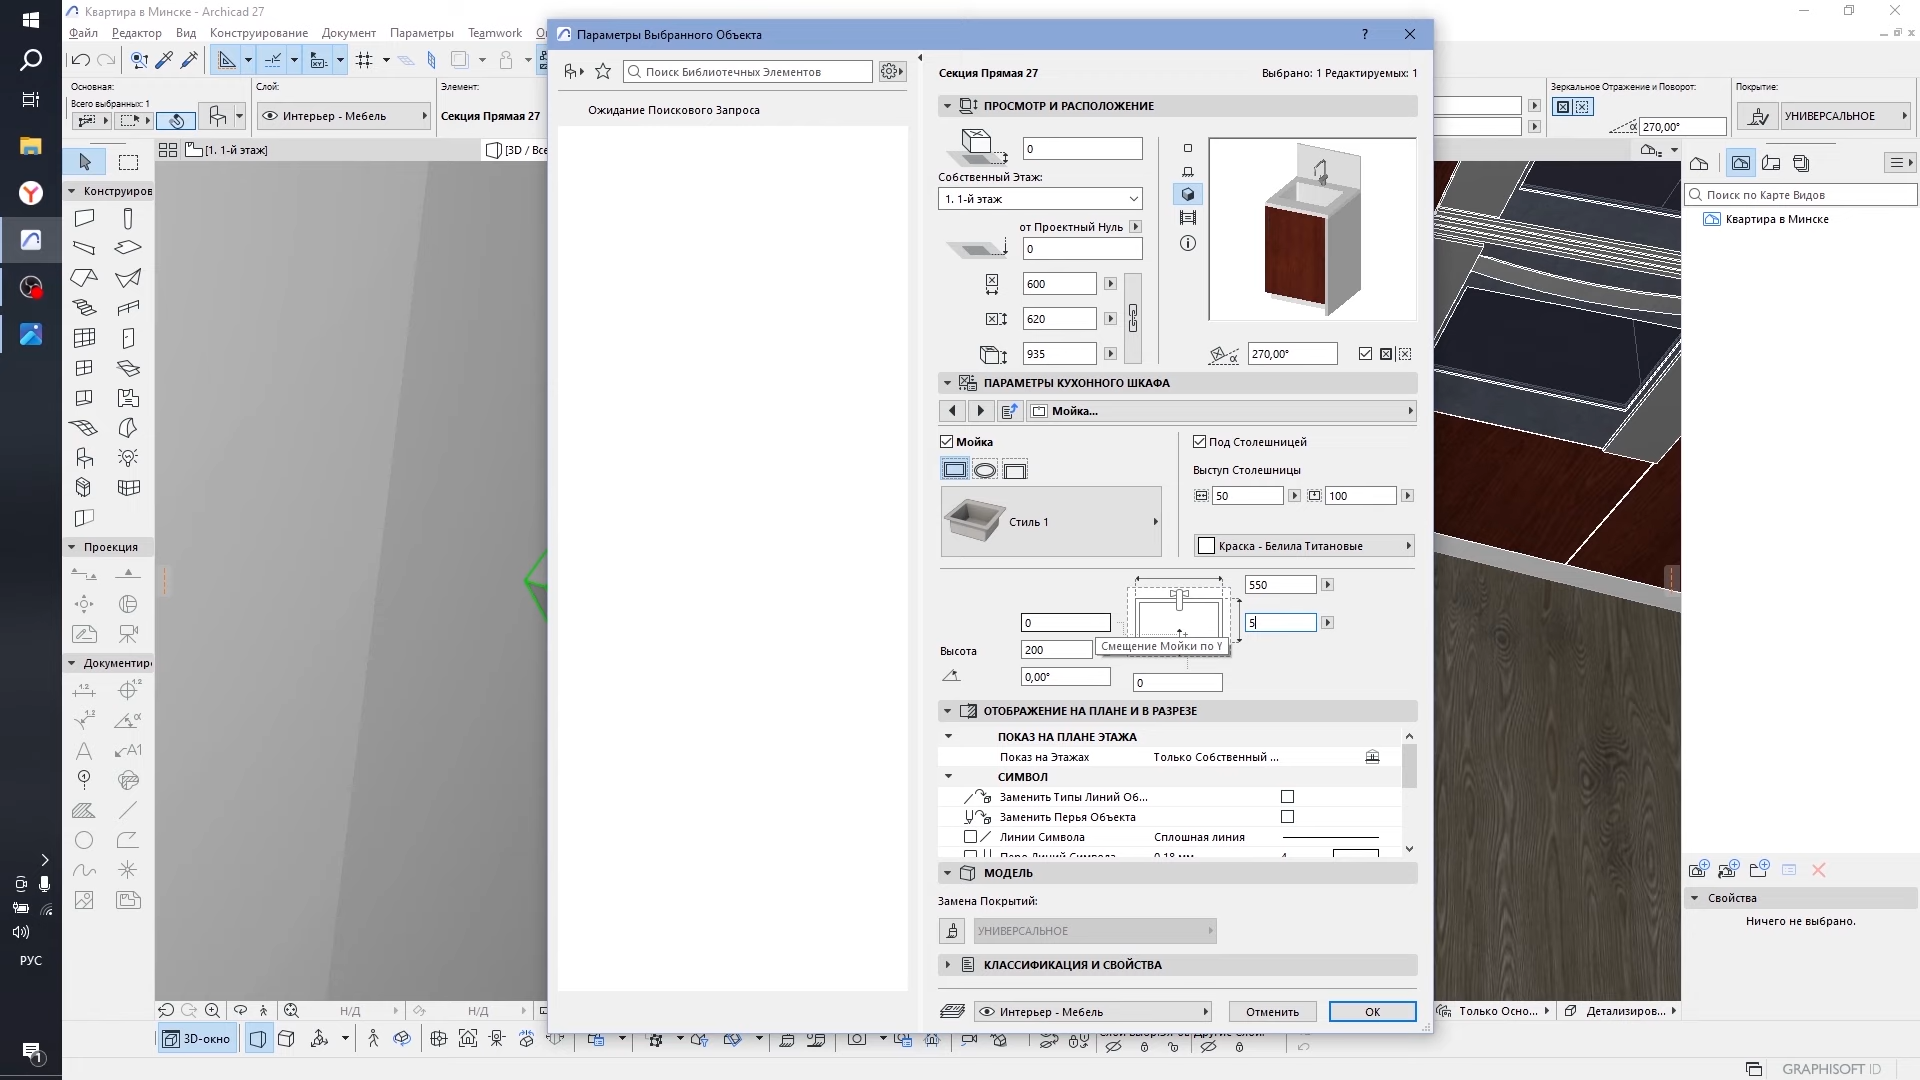 Квартира в Минске - Archicad 27
Файл Редактор Вид Конструирование Документ Параметры Teamwork
Параметры Выбранного Объекта
?
Основная:
Всего выбранных: 1
Слой:
Интерьер - Мебель
Элемент:
Секция Прямая 27
Поиск Библиотечных Элементов
Ожидание Поискового Запроса
[1. 1-й этаж]
[3D / Все
Секция Прямая 27
Выбрано: 1 Редактируемых: 1
ПРОСМОТР И РАСПОЛОЖЕНИЕ
0
Собственный Этаж:
1. 1-й этаж
от Проектный Нуль
0
600
620
935
270,00°
ПАРАМЕТРЫ КУХОННОГО ШКАФА
Мойка...
Мойка
Под Столешницей
Выступ Столешницы
50
100
Стиль 1
Краска - Белила Титановые
550
0
5
Смещение Мойки по Y
Высота
200
0,00°
0
ОТОБРАЖЕНИЕ НА ПЛАНЕ И В РАЗРЕЗЕ
ПОКАЗ НА ПЛАНЕ ЭТАЖА
Показ на Этажах Только Собственный ...
СИМВОЛ
Заменить Типы Линий Об...
Заменить Перья Объекта
Линии Символа Сплошная линия
Перо Линий Символа 0.18 мм 4
МОДЕЛЬ
Замена Покрытий:
УНИВЕРСАЛЬНОЕ
КЛАССИФИКАЦИЯ И СВОЙСТВА
Интерьер - Мебель
Отменить
OK
Зеркальное Отражение и Поворот:
270,00°
Покрытие:
УНИВЕРСАЛЬНОЕ
Поиск по Карте Видов
Квартира в Минске
Свойства
Ничего не выбрано.
Конструиров
Проекция
Документир
РУС
Н/Д
Н/Д
3D-окно
Только Осно...
Детализиров...
GRAPHISOFT ID